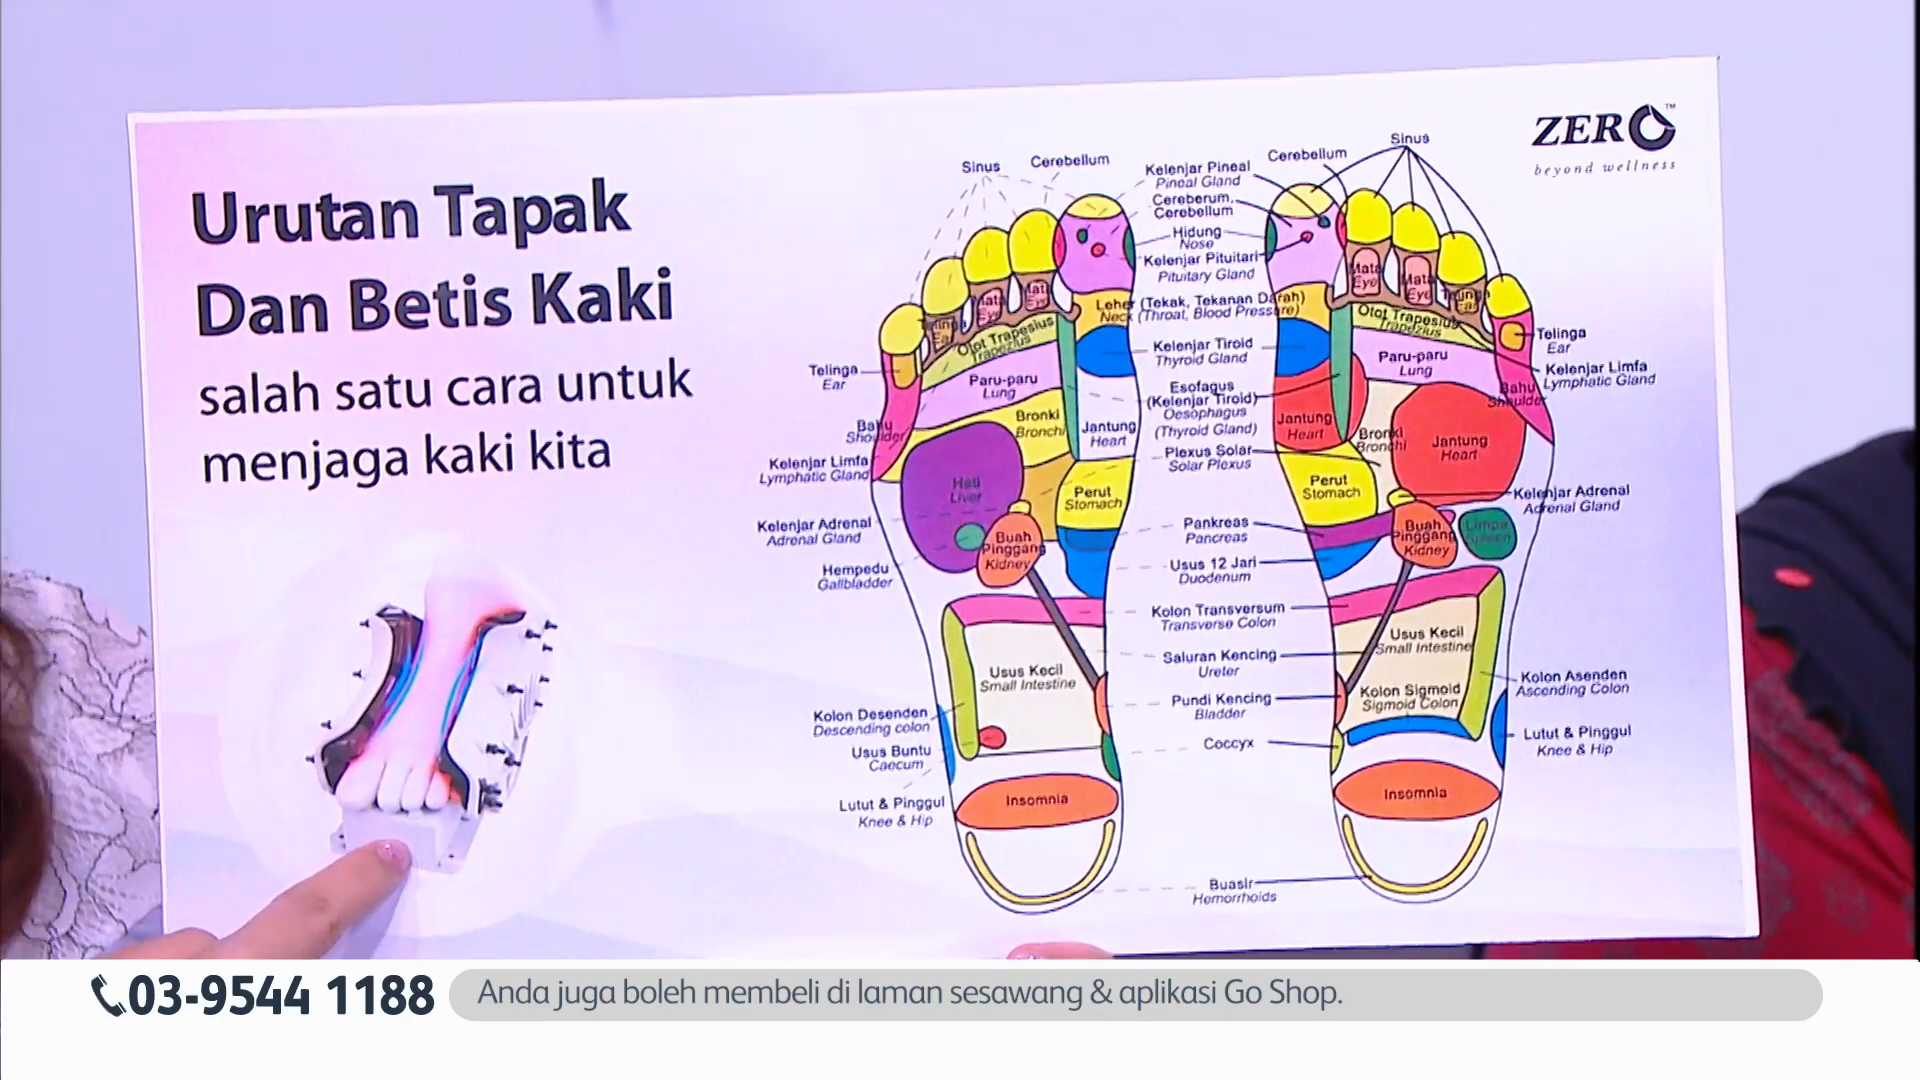 Urutan Tapak
Dan Betis Kaki
salah satu cara untuk
menjaga kaki kita
ZERO™
beyond wellness
Sinus
Cerebellum
Kelenjar Pineal
Pineal Gland
Cereberum,
Cerebellum
Hidung
Nose
Kelenjar Pituitari
Pituitary Gland
Cerebellum
Sinus
Mata
Eye
Mata
Eye
Telinga
Ear
Otot Trapesius
Trapezius
Leher (Tekak, Tekanan Darah)
Neck (Throat, Blood Pressure)
Mata
Eye
Mata
Eye
Telinga
Ear
Otot Trapesius
Trapezius
Telinga
Ear
Paru-paru
Lung
Kelenjar Tiroid
Thyroid Gland
Paru-paru
Lung
Telinga
Ear
Kelenjar Limfa
Lymphatic Gland
Bahu
Shoulder
Bahu
Shoulder
Bronki
Bronchi
Jantung
Heart
Esofagus
(Kelenjar Tiroid)
Oesophagus
(Thyroid Gland)
Jantung
Heart
Bronki
Bronchi
Jantung
Heart
Kelenjar Limfa
Lymphatic Gland
Plexus Solar
Solar Plexus
Hati
Liver
Perut
Stomach
Perut
Stomach
Kelenjar Adrenal
Adrenal Gland
Kelenjar Adrenal
Adrenal Gland
Buah
Pinggang
Kidney
Pankreas
Pancreas
Buah
Pinggang
Kidney
Limpa
Spleen
Hempedu
Gallbladder
Usus 12 Jari
Duodenum
Kolon Transversum
Transverse Colon
Usus Kecil
Small Intestine
Saluran Kencing
Ureter
Usus Kecil
Small Intestine
Pundi Kencing
Bladder
Kolon Sigmoid
Sigmoid Colon
Kolon Asenden
Ascending Colon
Kolon Desenden
Descending colon
Usus Buntu
Caecum
Coccyx
Lutut & Pinggul
Knee & Hip
Lutut & Pinggul
Knee & Hip
Insomnia
Insomnia
Buasir
Hemorrhoids
03-9544 1188
Anda juga boleh membeli di laman sesawang & aplikasi Go Shop.